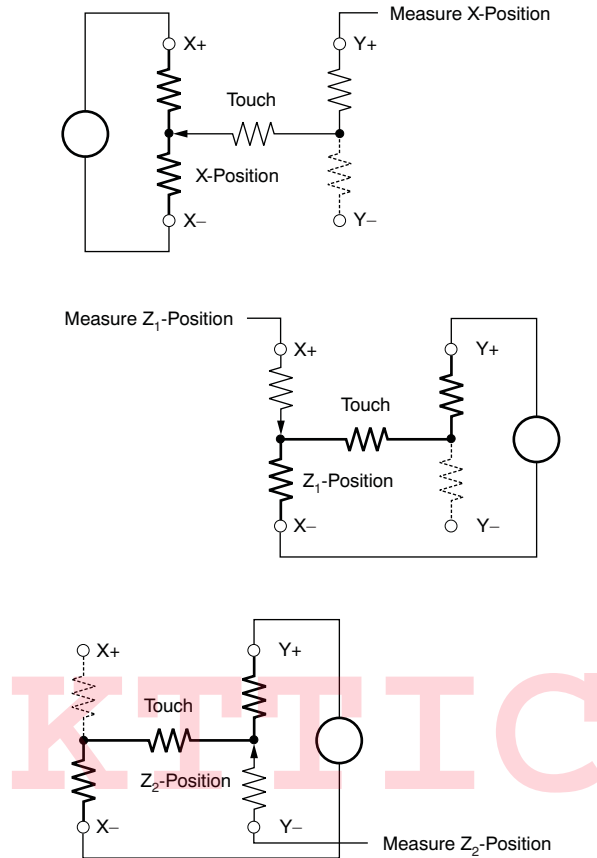 Measure X-Position
X+ Y+
Touch
X-Position
X– Y–
Measure Z₁-Position
X+ Y+
Touch
Z₁-Position
X– Y–
X+ Y+
KTTIC
Touch
Z₂-Position
X– Y–
Measure Z₂-Position